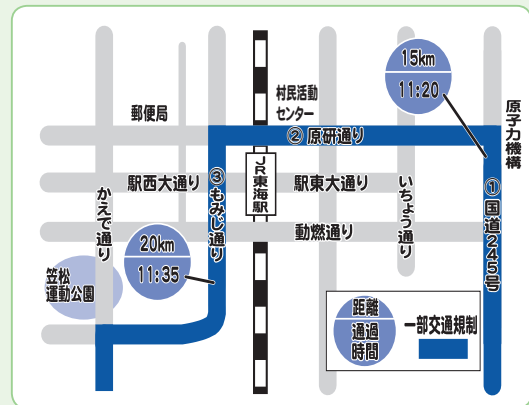 15km
11:20
郵便局
村民活動
センター
原子力機構
② 原研通り
JR東海駅
駅西大通り
③もみじ通り
駅東大通り
いちょう通り
①国道245号
かえで通り
動燃通り
20km
11:35
笠松
運動公園
距離
通過
時間
一部交通規制